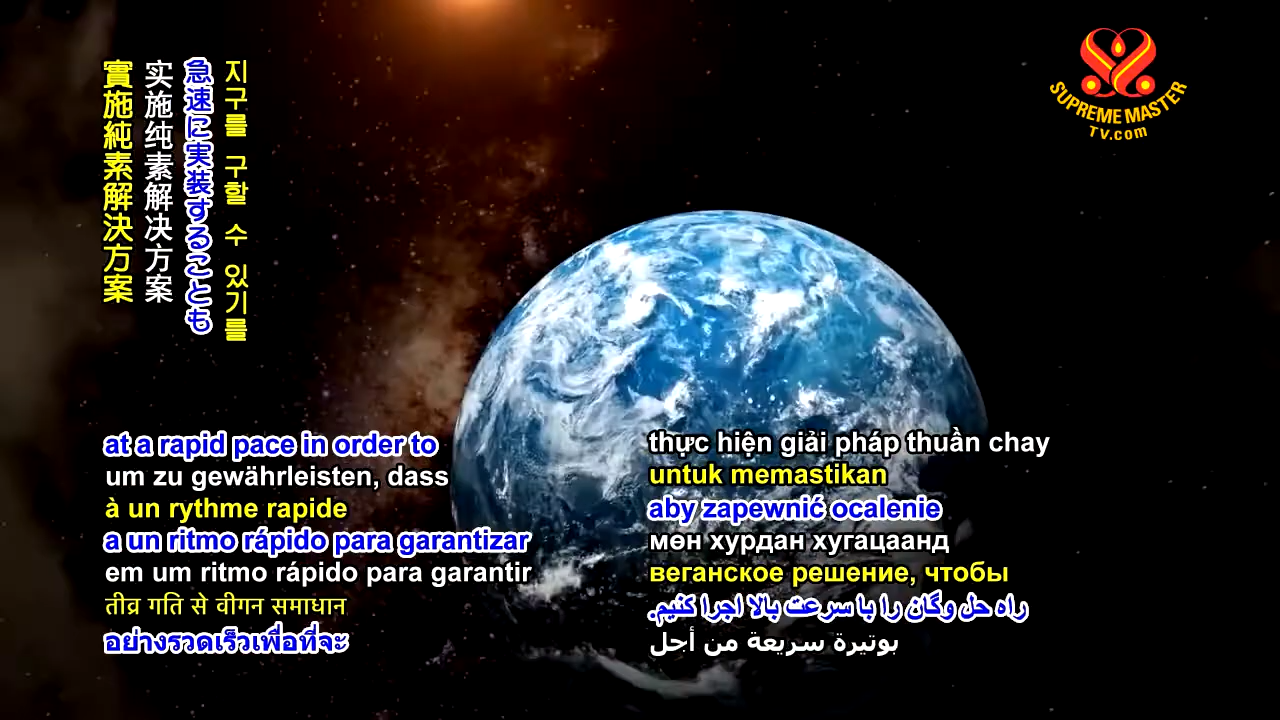 實施純素解決方案
实施纯素解决方案
急速に実装することも
지구를 구할 수 있기를
SUPREME MASTER
TV.com
at a rapid pace in order to
um zu gewährleisten, dass
à un rythme rapide
a un ritmo rápido para garantizar
em um ritmo rápido para garantir
तीव्र गति से वीगन समाधान
อย่างรวดเร็วเพื่อที่จะ
thực hiện giải pháp thuần chay
untuk memastikan
aby zapewnić ocalenie
мөн хурдан хугацаанд
веганское решение, чтобы
راه حل وگان را با سرعت بالا اجرا کنیم.
بوتيرة سريعة من أجل